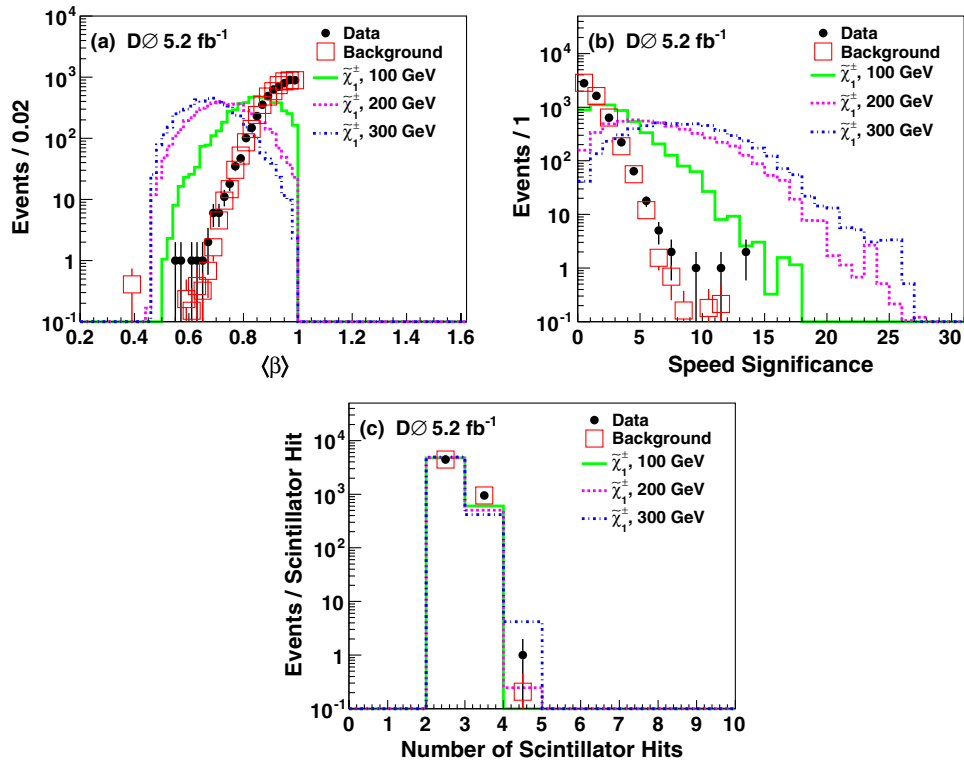 (a) DØ 5.2 fb⁻¹
Data
Background
χ̃₁±, 100 GeV
χ̃₁±, 200 GeV
χ̃₁±, 300 GeV
Events / 0.02
10⁴
10³
10²
10
1
10⁻¹
0.2 0.4 0.6 0.8 1 1.2 1.4 1.6
⟨β⟩
(b) DØ 5.2 fb⁻¹
Data
Background
χ̃₁±, 100 GeV
χ̃₁±, 200 GeV
χ̃₁±, 300 GeV
Events / 1
10⁴
10³
10²
10
1
10⁻¹
0 5 10 15 20 25 30
Speed Significance
(c) DØ 5.2 fb⁻¹
Data
Background
χ̃₁±, 100 GeV
χ̃₁±, 200 GeV
χ̃₁±, 300 GeV
Events / Scintillator Hit
10⁴
10³
10²
10
1
10⁻¹
0 1 2 3 4 5 6 7 8 9 10
Number of Scintillator Hits